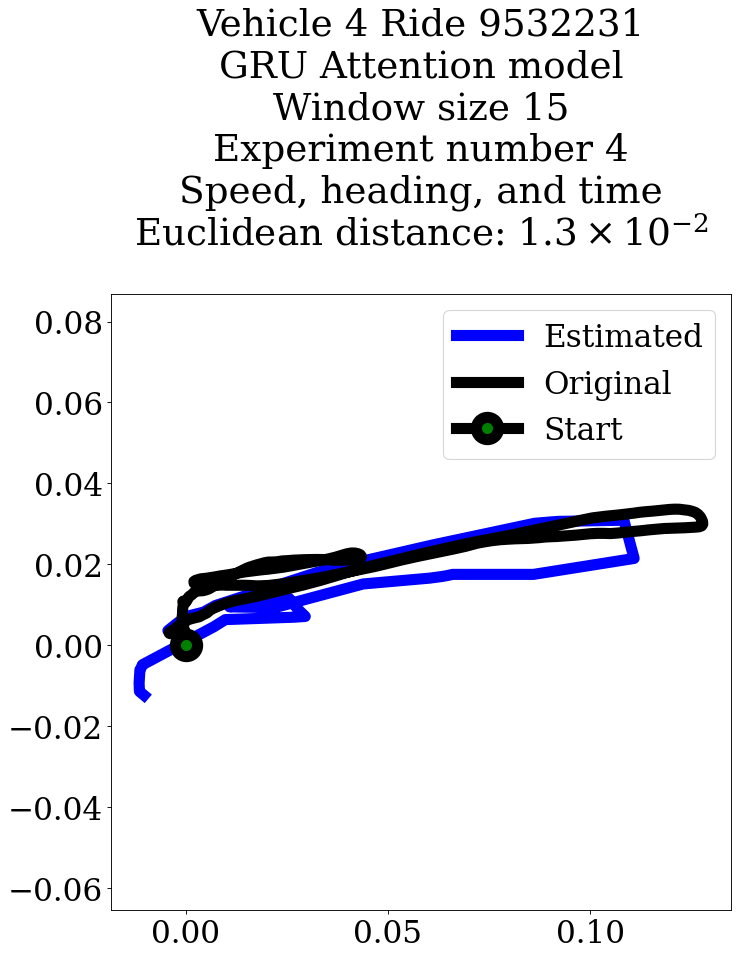 Vehicle 4 Ride 9532231
GRU Attention model
Window size 15
Experiment number 4
Speed, heading, and time
Euclidean distance: 1.3 × 10⁻²
Estimated
Original
Start
0.08
0.06
0.04
0.02
0.00
−0.02
−0.04
−0.06
0.00 0.05 0.10